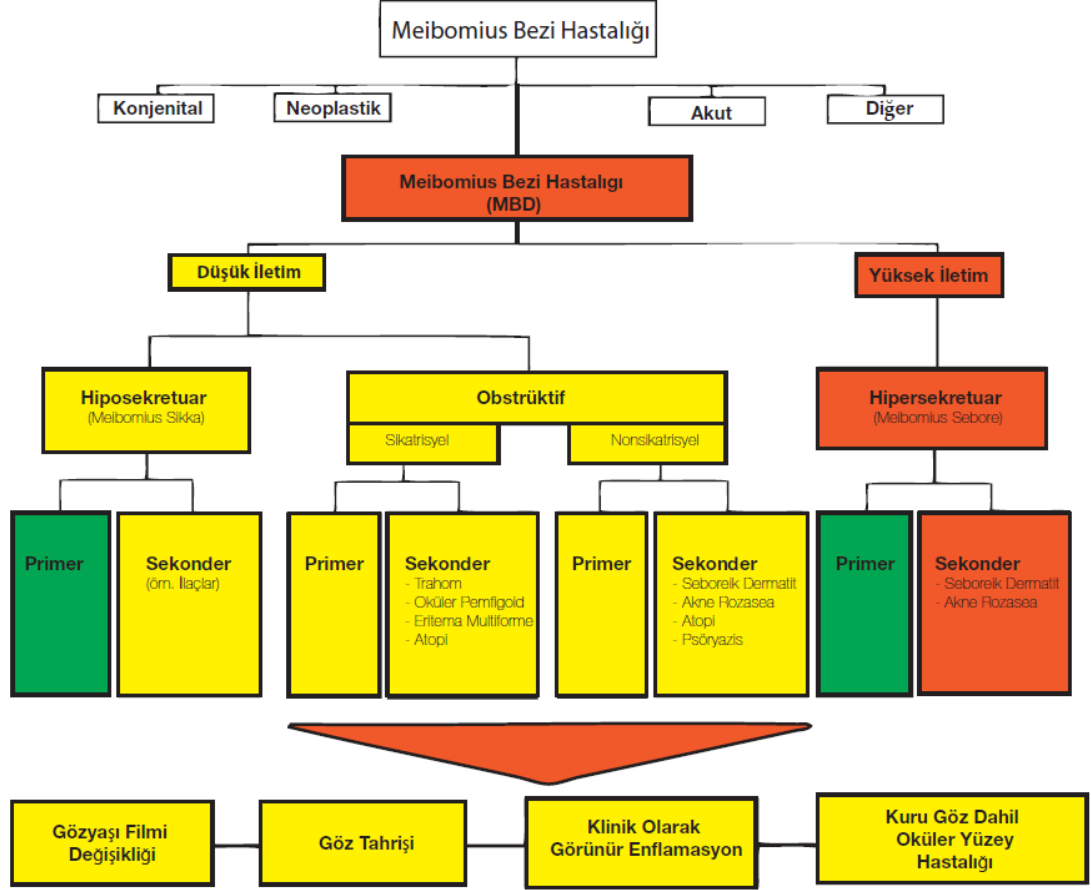 Meibomius Bezi Hastalığı
Konjenital
Neoplastik
Akut
Diğer
Meibomius Bezi Hastalıgı
(MBD)
Düşük İletim
Yüksek İletim
Hiposekretuar
(Meibomius Sikka)
Obstrüktif
Sikatrisyel
Nonsikatrisyel
Hipersekretuar
(Meibomius Sebore)
Primer
Sekonder
(örn. İlaçlar)
Primer
Sekonder
- Trahom
- Oküler Pemfigoid
- Eritema Multiforme
- Atopi
Primer
Sekonder
- Seboreik Dermatit
- Akne Rozasea
- Atopi
- Psöryazis
Primer
Sekonder
- Seboreik Dermatit
- Akne Rozasea
Gözyaşı Filmi
Değişikliği
Göz Tahrişi
Klinik Olarak
Görünür Enflamasyon
Kuru Göz Dahil
Oküler Yüzey
Hastalığı